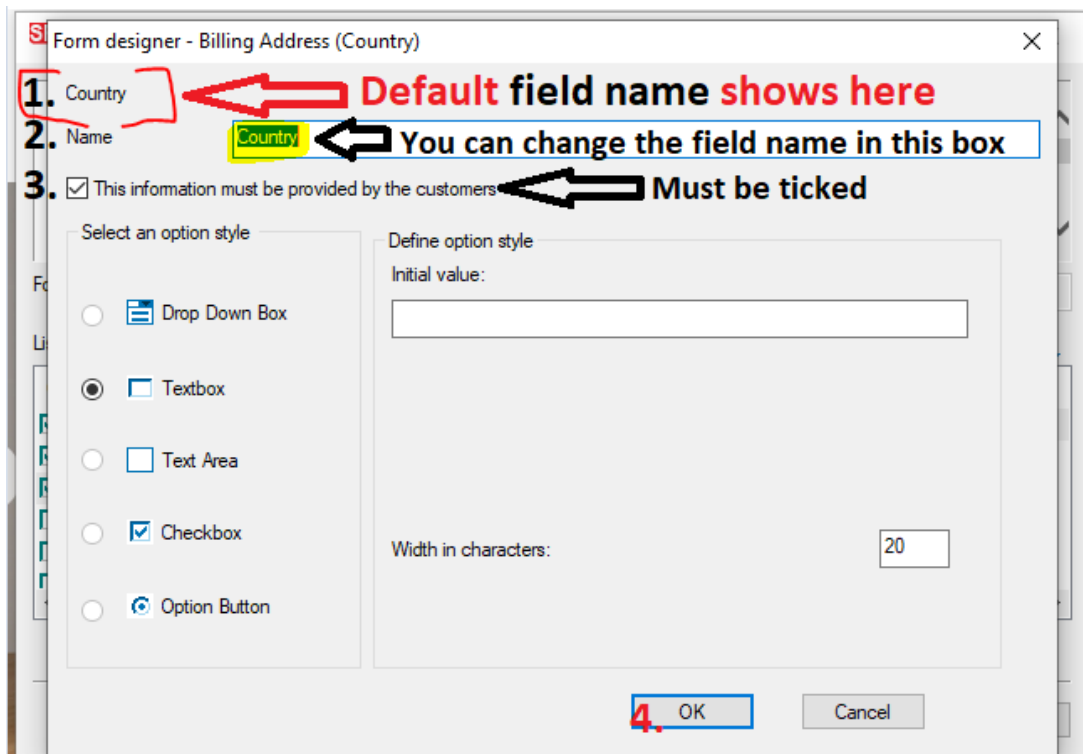 Form designer - Billing Address (Country)
1. Country Default field name shows here
2. Name Country You can change the field name in this box
3. This information must be provided by the customers Must be ticked
Select an option style
Define option style
Initial value:
Drop Down Box
Textbox
Text Area
Checkbox
Width in characters: 20
Option Button
4. OK Cancel